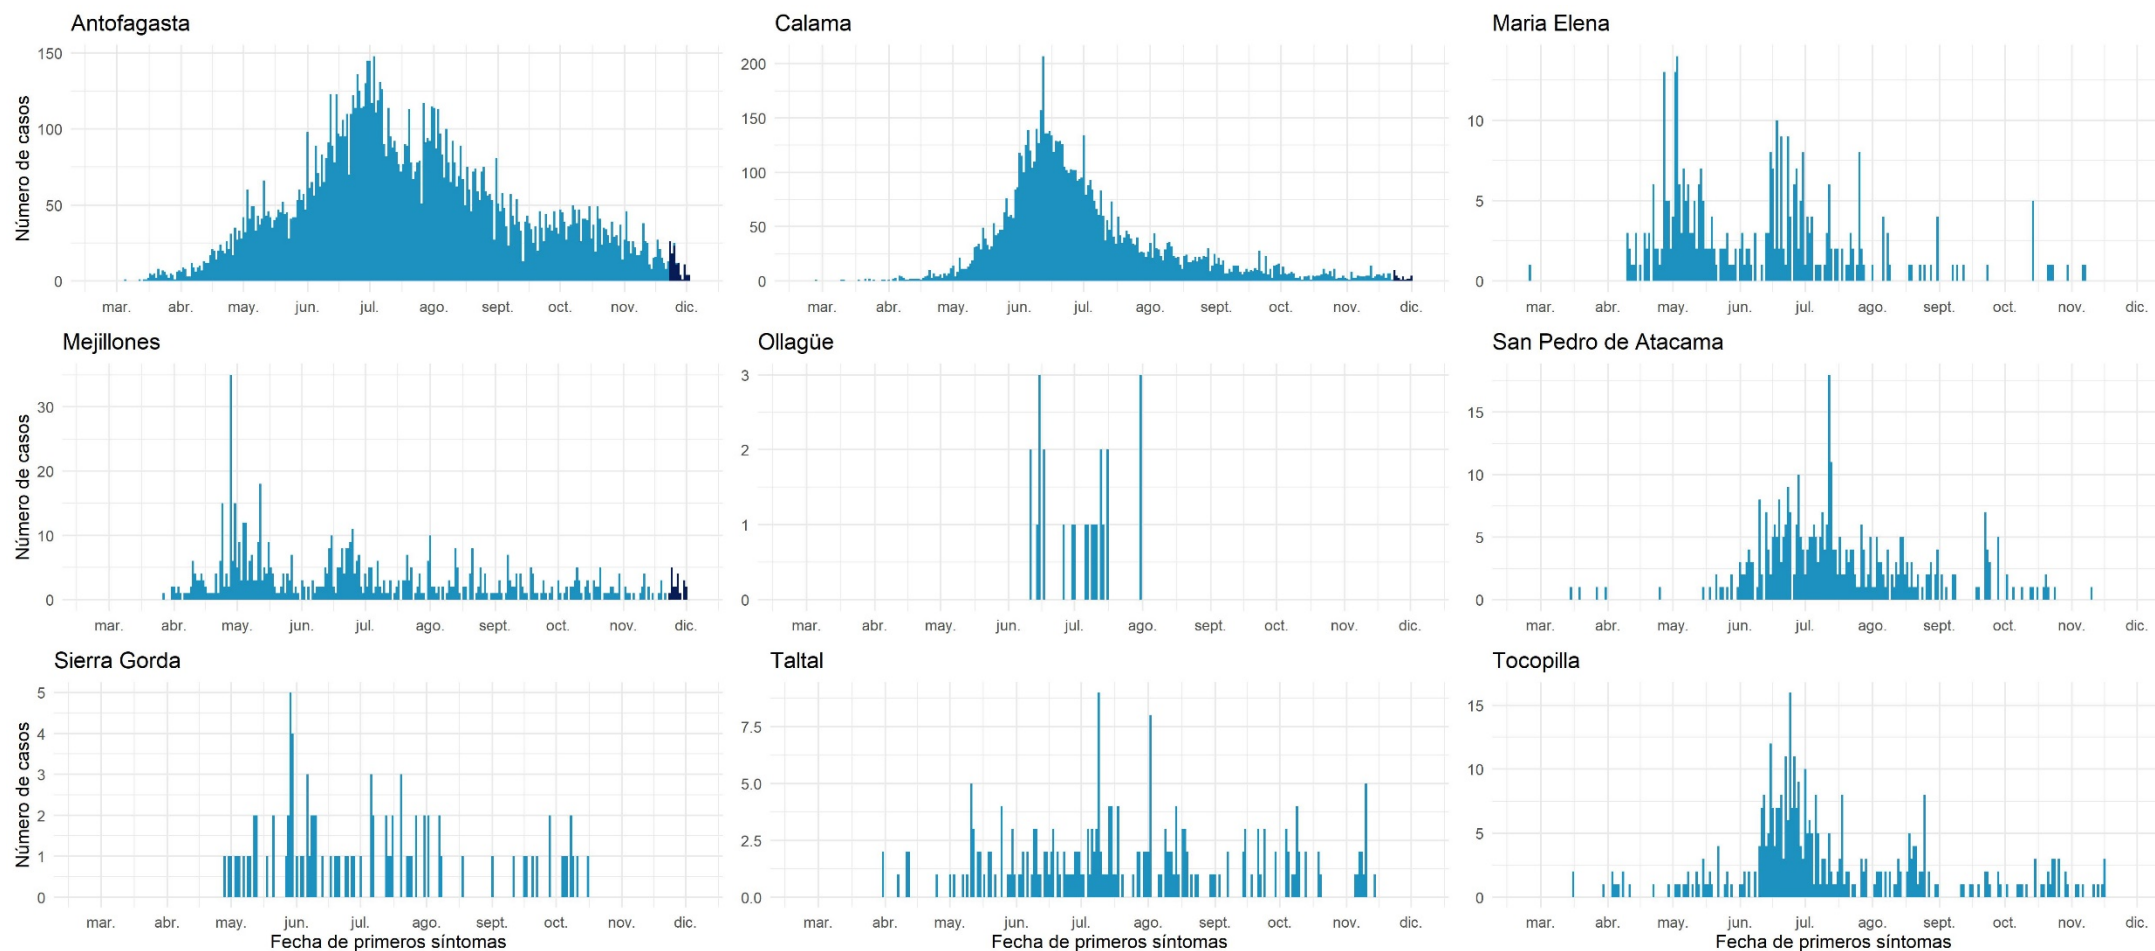 Antofagasta
Calama
Maria Elena
Número de casos
150
100
50
0
mar. abr. may. jun. jul. ago. sept. oct. nov. dic.
200
150
100
50
0
mar. abr. may. jun. jul. ago. sept. oct. nov. dic.
10
5
0
mar. abr. may. jun. jul. ago. sept. oct. nov. dic.
Mejillones
Ollagüe
San Pedro de Atacama
Número de casos
30
20
10
0
mar. abr. may. jun. jul. ago. sept. oct. nov. dic.
3
2
1
0
mar. abr. may. jun. jul. ago. sept. oct. nov. dic.
15
10
5
0
mar. abr. may. jun. jul. ago. sept. oct. nov. dic.
Sierra Gorda
Taltal
Tocopilla
Número de casos
5
4
3
2
1
0
mar. abr. may. jun. jul. ago. sept. oct. nov. dic.
Fecha de primeros síntomas
7.5
5.0
2.5
0.0
mar. abr. may. jun. jul. ago. sept. oct. nov. dic.
Fecha de primeros síntomas
15
10
5
0
mar. abr. may. jun. jul. ago. sept. oct. nov. dic.
Fecha de primeros síntomas